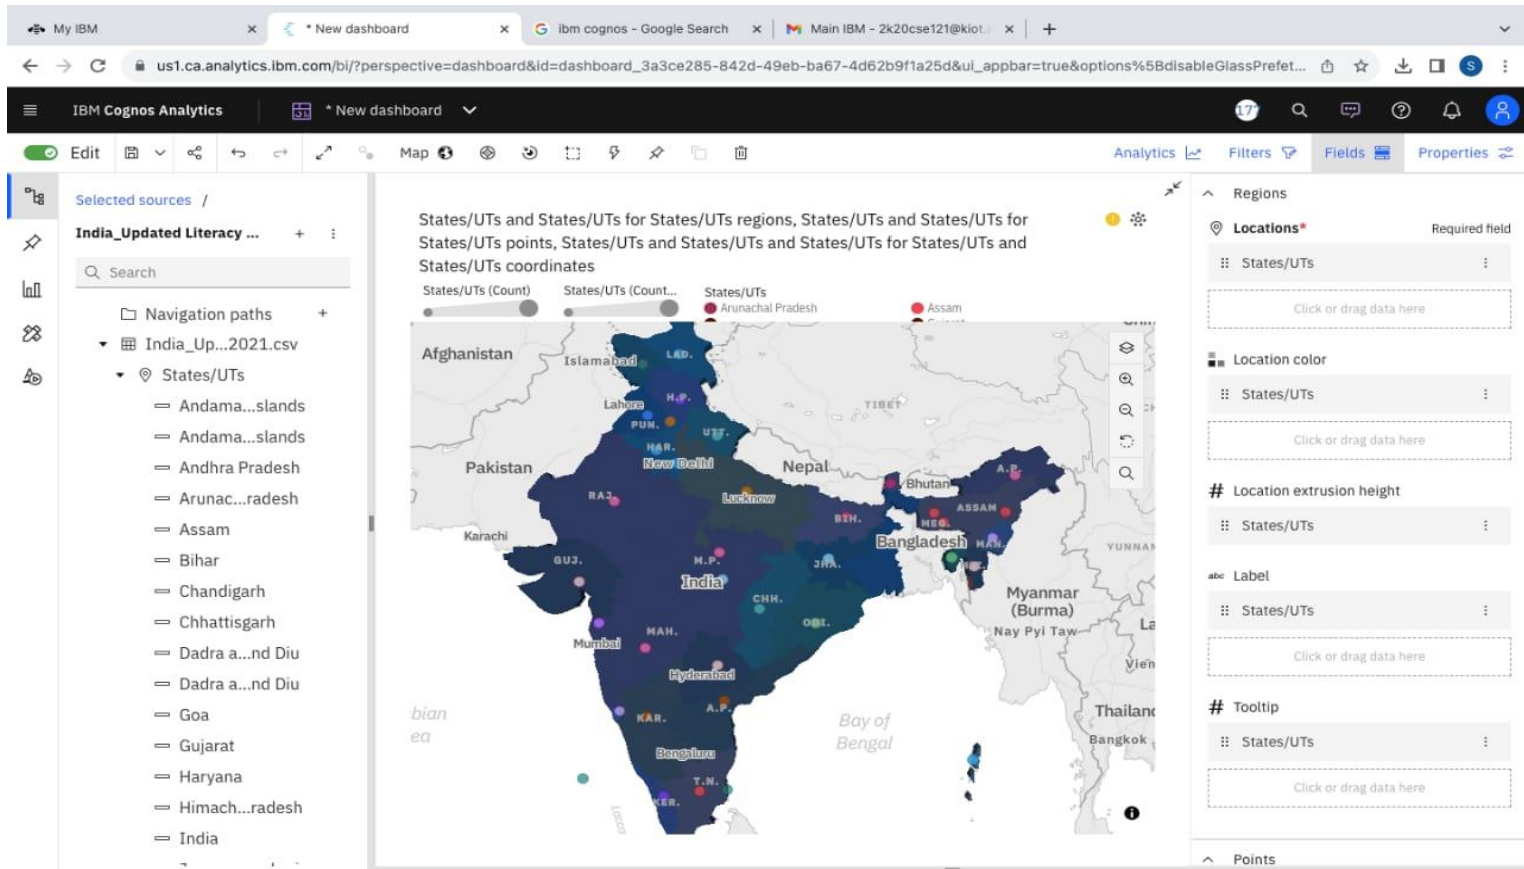 My IBM
* New dashboard
ibm cognos - Google Search
Main IBM - 2k20cse121@kiot.
us1.ca.analytics.ibm.com/bi/?perspective=dashboard&id=dashboard_3a3ce285-842d-49eb-ba67-4d62b9f1a25d&ui_appbar=true&options%5BdisableGlassPrefet...
S
IBM Cognos Analytics
* New dashboard
Edit
Map
Analytics
Filters
Fields
Properties
Selected sources /
India_Updated Literacy ...
Search
Navigation paths
India_Up...2021.csv
States/UTs
Andama...slands
Andama...slands
Andhra Pradesh
Arunac...radesh
Assam
Bihar
Chandigarh
Chhattisgarh
Dadra a...nd Diu
Dadra a...nd Diu
Goa
Gujarat
Haryana
Himach...radesh
India
States/UTs and States/UTs for States/UTs regions, States/UTs and States/UTs for
States/UTs points, States/UTs and States/UTs and States/UTs for States/UTs and
States/UTs coordinates
States/UTs (Count)
States/UTs (Count...
States/UTs
Arunachal Pradesh
Assam
Afghanistan
Islamabad
LAD.
Lahore
H.P.
TIBET
PUN.
UTT.
HAR.
New Delhi
Pakistan
Nepal
A.P.
Bhutan
RAJ.
Lucknow
ASSAM
BIH.
MEG.
Karachi
Bangladesh
MAN.
YUNNAN
GUJ.
M.P.
JHA.
India
Myanmar
(Burma)
CHH.
ODI.
Nay Pyi Taw
La
MAH.
Mumbai
Vien
Hyderabad
bian
ea
A.P.
KAR.
Bay of
Bengal
Thailand
Bangkok
Bengaluru
T.N.
KER.
Lacca
Regions
Locations*
Required field
States/UTs
Click or drag data here
Location color
States/UTs
Click or drag data here
# Location extrusion height
States/UTs
abc Label
States/UTs
Click or drag data here
# Tooltip
States/UTs
Click or drag data here
Points